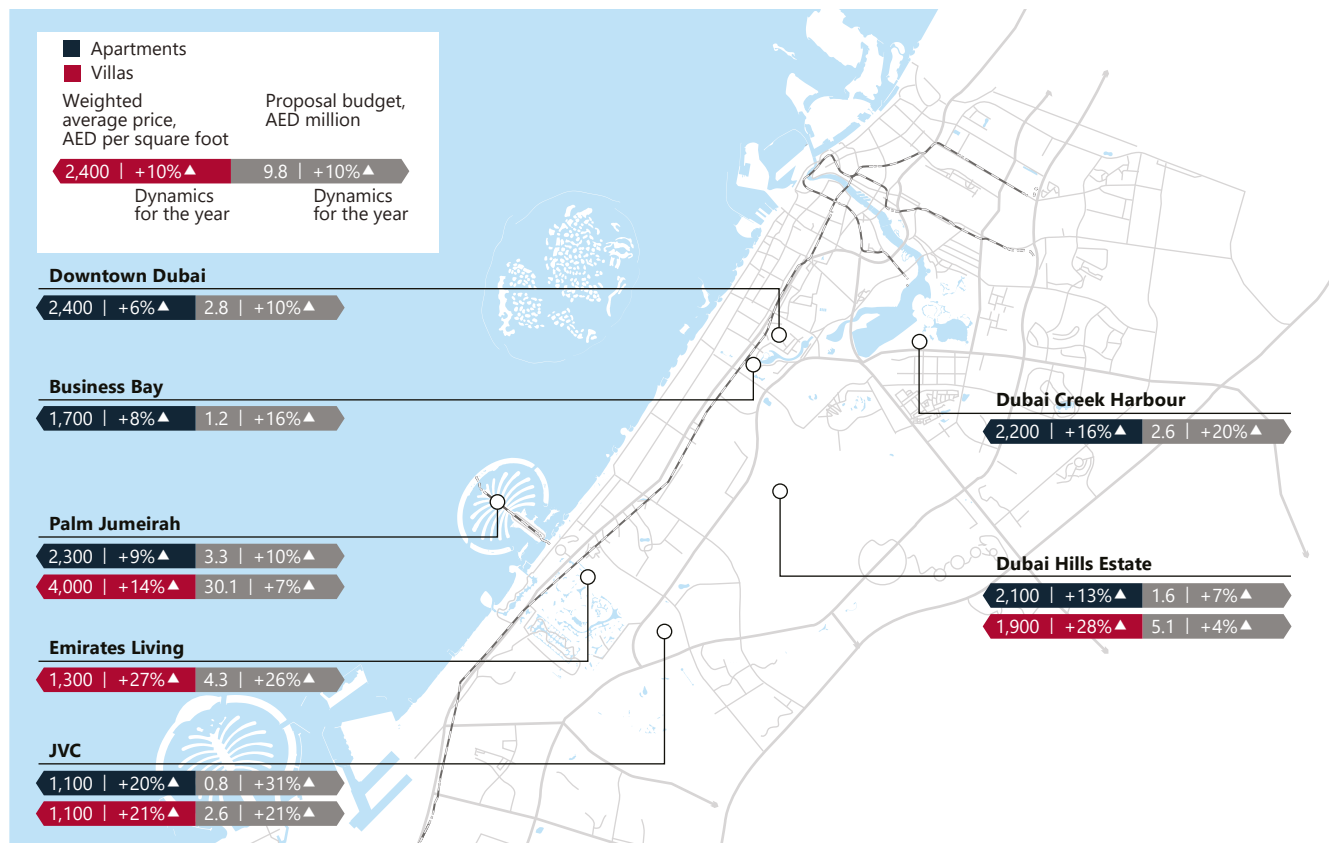 Apartments
Villas
Weighted
average price,
AED per square foot
Proposal budget,
AED million
2,400 | +10%▲ 9.8 | +10%▲
Dynamics
for the year
Dynamics
for the year
Downtown Dubai
2,400 | +6%▲ 2.8 | +10%▲
Business Bay
1,700 | +8%▲ 1.2 | +16%▲
Palm Jumeirah
2,300 | +9%▲ 3.3 | +10%▲
4,000 | +14%▲ 30.1 | +7%▲
Emirates Living
1,300 | +27%▲ 4.3 | +26%▲
JVC
1,100 | +20%▲ 0.8 | +31%▲
1,100 | +21%▲ 2.6 | +21%▲
Dubai Creek Harbour
2,200 | +16%▲ 2.6 | +20%▲
Dubai Hills Estate
2,100 | +13%▲ 1.6 | +7%▲
1,900 | +28%▲ 5.1 | +4%▲